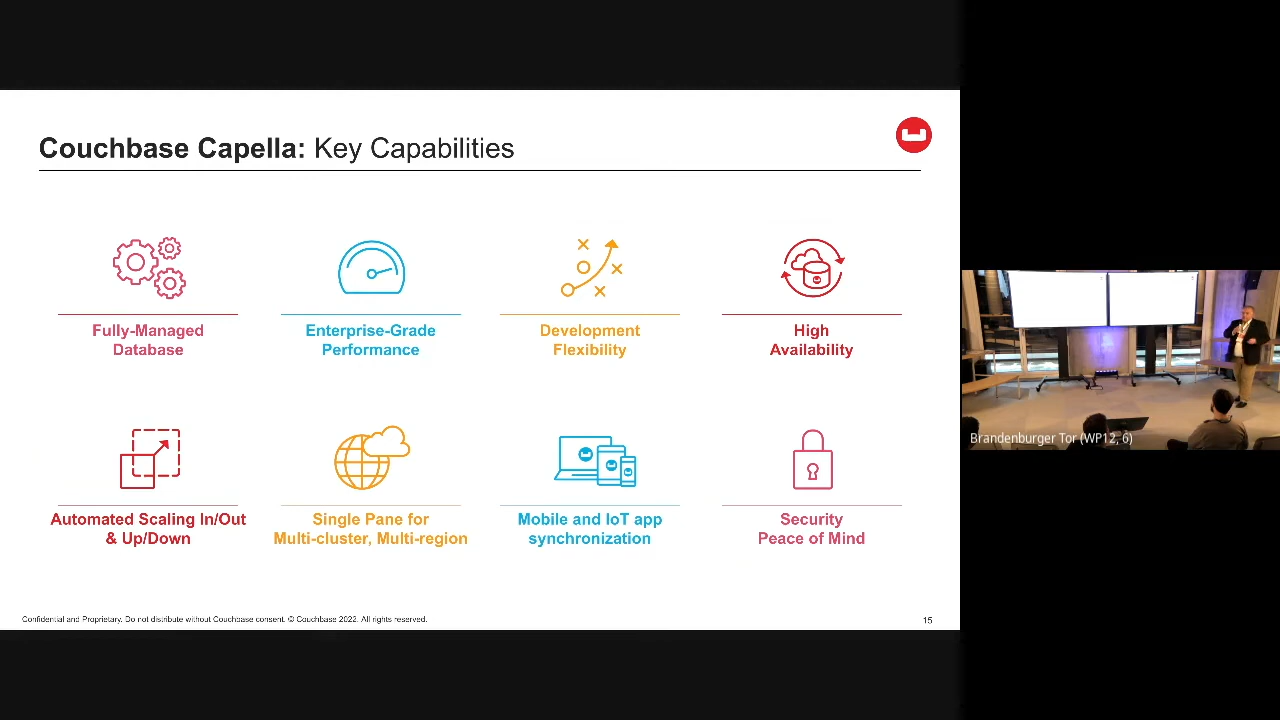 Couchbase Capella: Key Capabilities
Fully-Managed
Database
Enterprise-Grade
Performance
Development
Flexibility
High
Availability
Automated Scaling In/Out
& Up/Down
Single Pane for
Multi-cluster, Multi-region
Mobile and IoT app
synchronization
Security
Peace of Mind
Confidential and Proprietary. Do not distribute without Couchbase consent. © Couchbase 2022. All rights reserved.
15
Brandenburger Tor (WP12, 6)